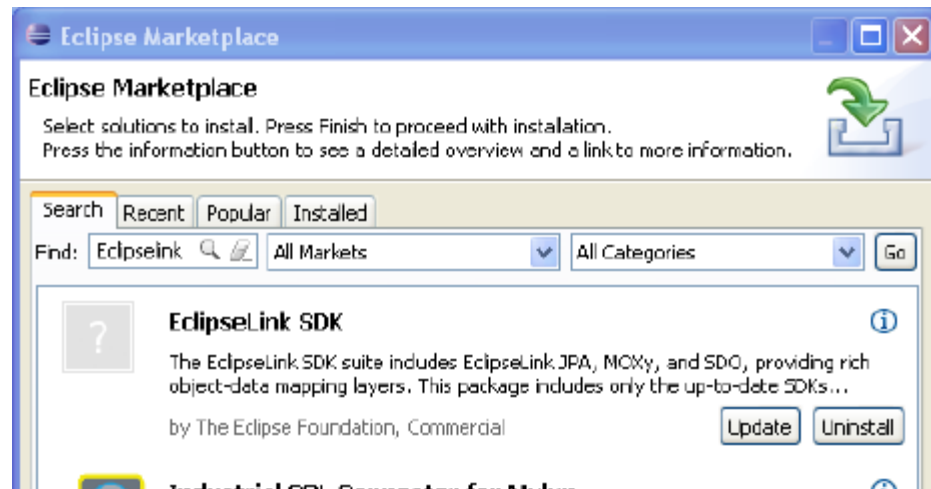 Eclipse Marketplace
Eclipse Marketplace
Select solutions to install. Press Finish to proceed with installation.
Press the information button to see a detailed overview and a link to more information.
Search Recent Popular Installed
Find: Eclipselink All Markets All Categories Go
?
EclipseLink SDK
The EclipseLink SDK suite includes EclipseLink JPA, MOXy, and SDO, providing rich
object-data mapping layers. This package includes only the up-to-date SDKs...
by The Eclipse Foundation, Commercial Update Uninstall
Industrial